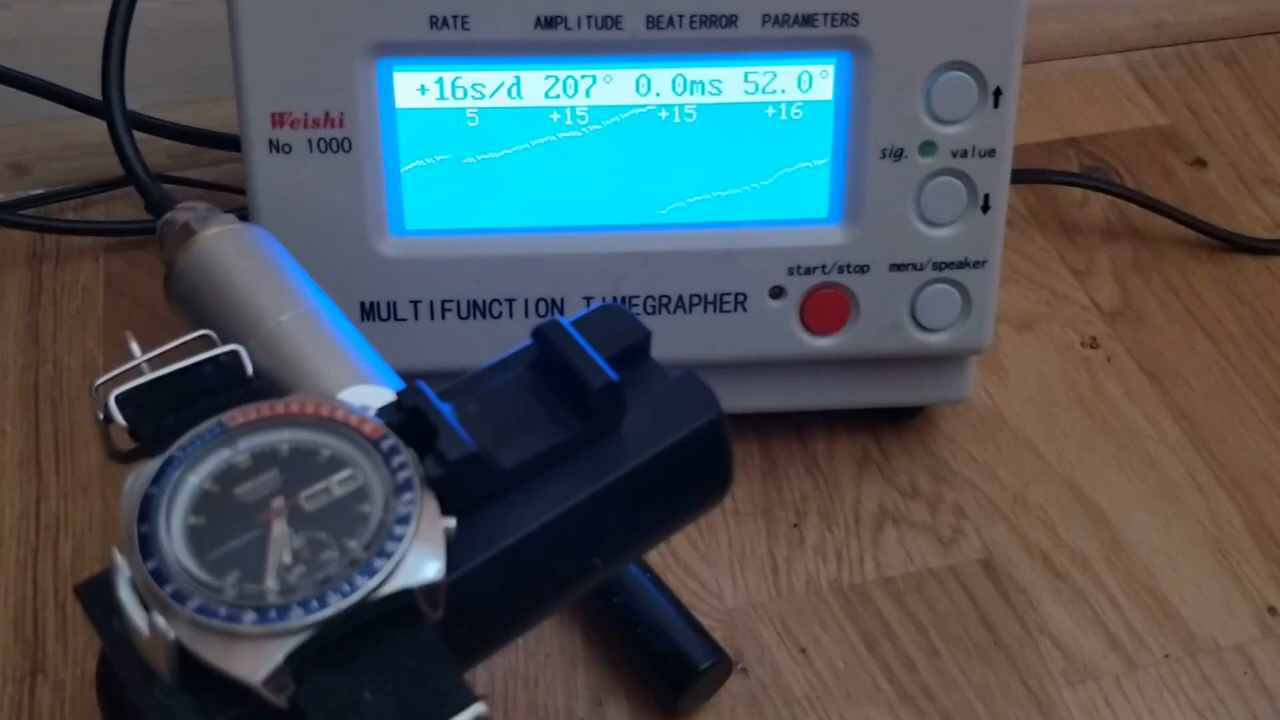 RATE AMPLITUDE BEAT ERROR PARAMETERS
+16s/d 207° 0.0ms 52.0°
5 +15 +15 +16
Weishi
No 1000
sig. value
start/stop menu/speaker
MULTIFUNCTION TIMEGRAPHER